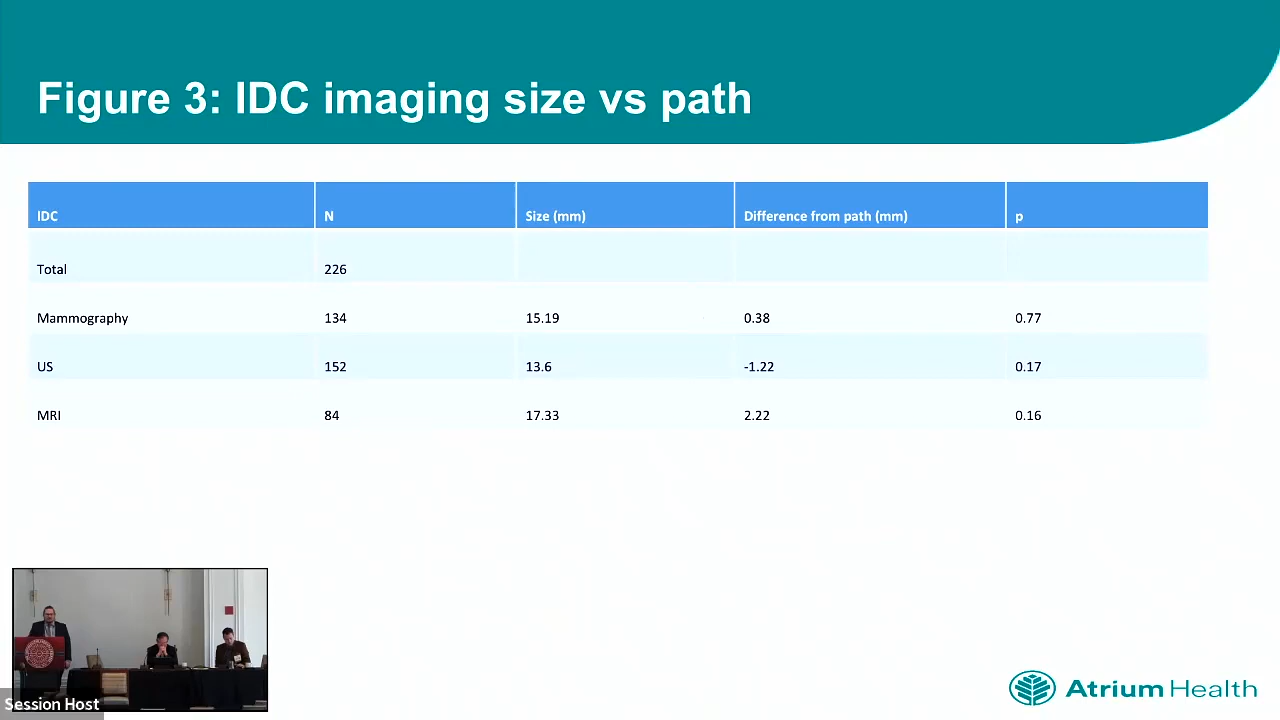 Figure 3: IDC imaging size vs path
IDC N Size (mm) Difference from path (mm) p
Total 226
Mammography 134 15.19 0.38 0.77
US 152 13.6 -1.22 0.17
MRI 84 17.33 2.22 0.16
Session Host
Atrium Health